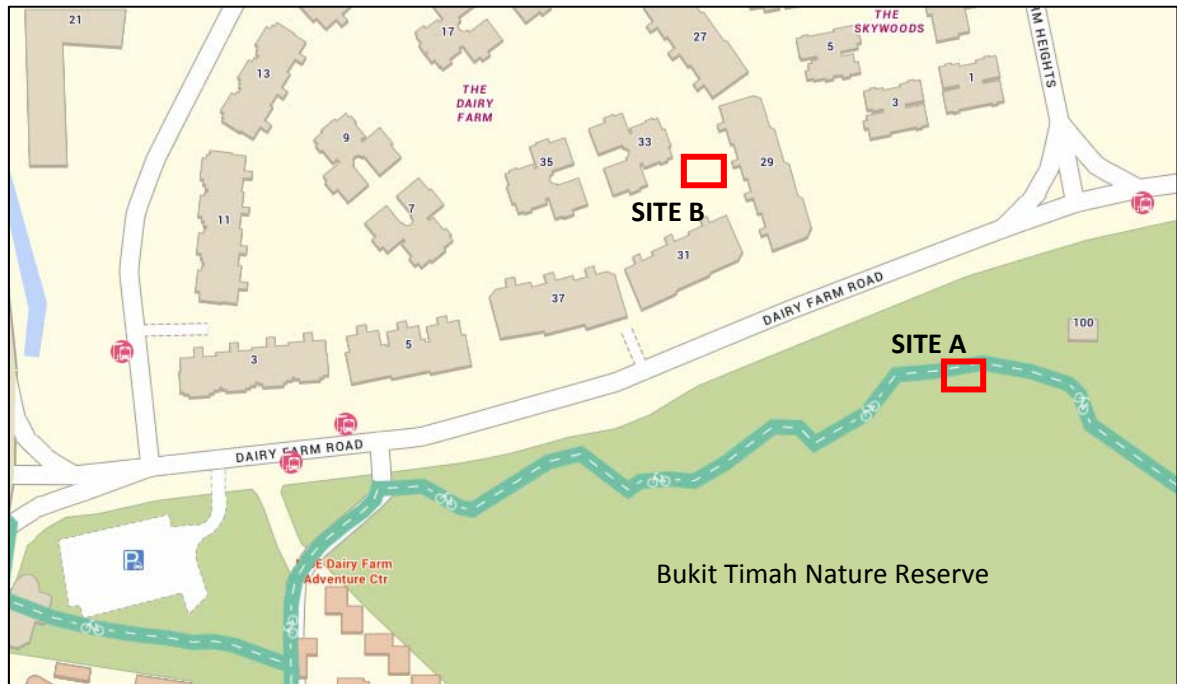 21
17
27
THE
SKYWOODS
5
RM HEIGHTS
13
THE
DAIRY
FARM
1
3
9
33
35
29
SITE B
7
11
31
37
DAIRY FARM ROAD
100
SITE A
3
5
DAIRY FARM ROAD
P
E Dairy Farm
Adventure Ctr
Bukit Timah Nature Reserve